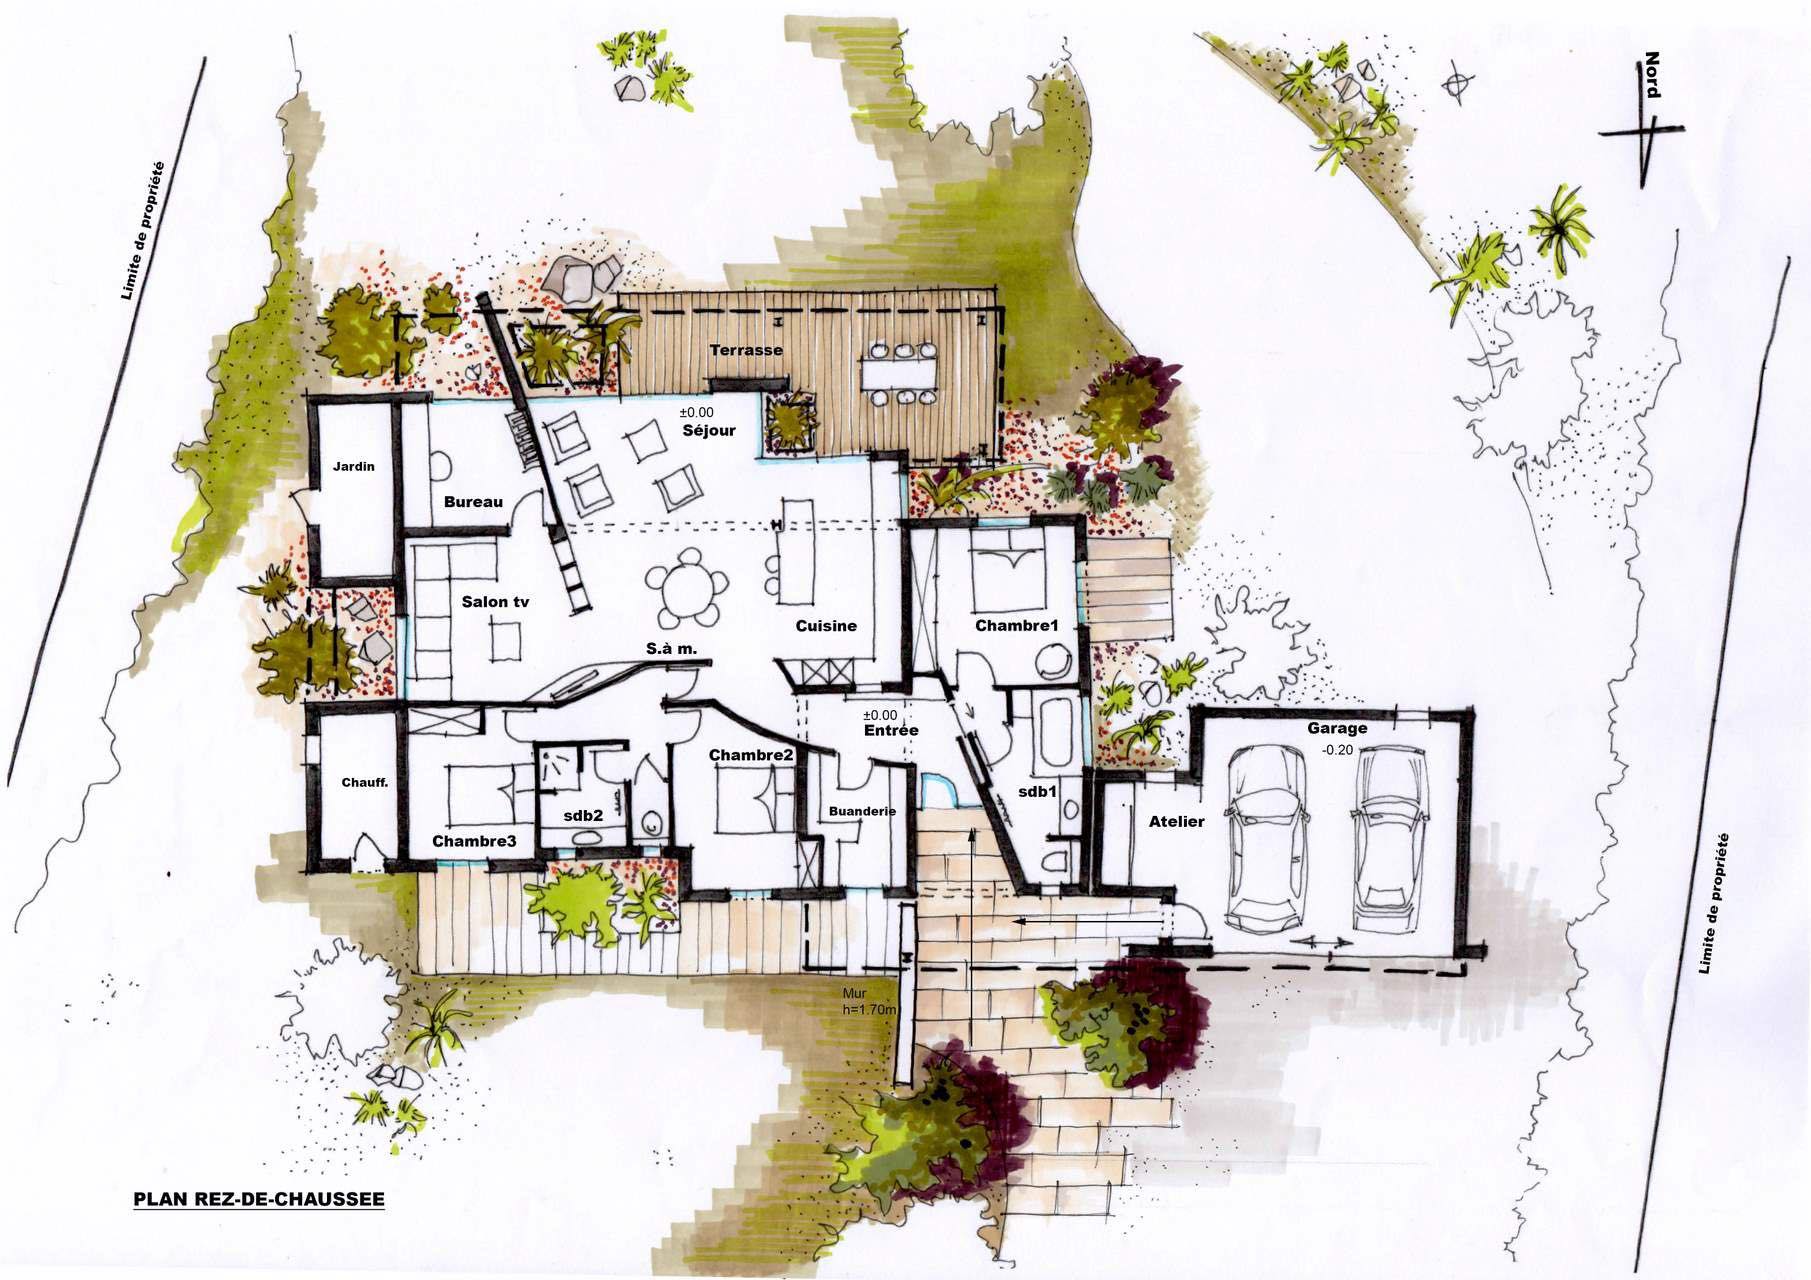 Nord
Limite de propriété
Terrasse
±0.00
Séjour
Jardin
Bureau
Salon tv
Cuisine
Chambre1
S.à m.
±0.00
Entrée
Garage
-0.20
Chambre2
Chauff.
sdb1
Buanderie
sdb2
Atelier
Chambre3
Limite de propriété
Mur
h=1.70m
PLAN REZ-DE-CHAUSSEE